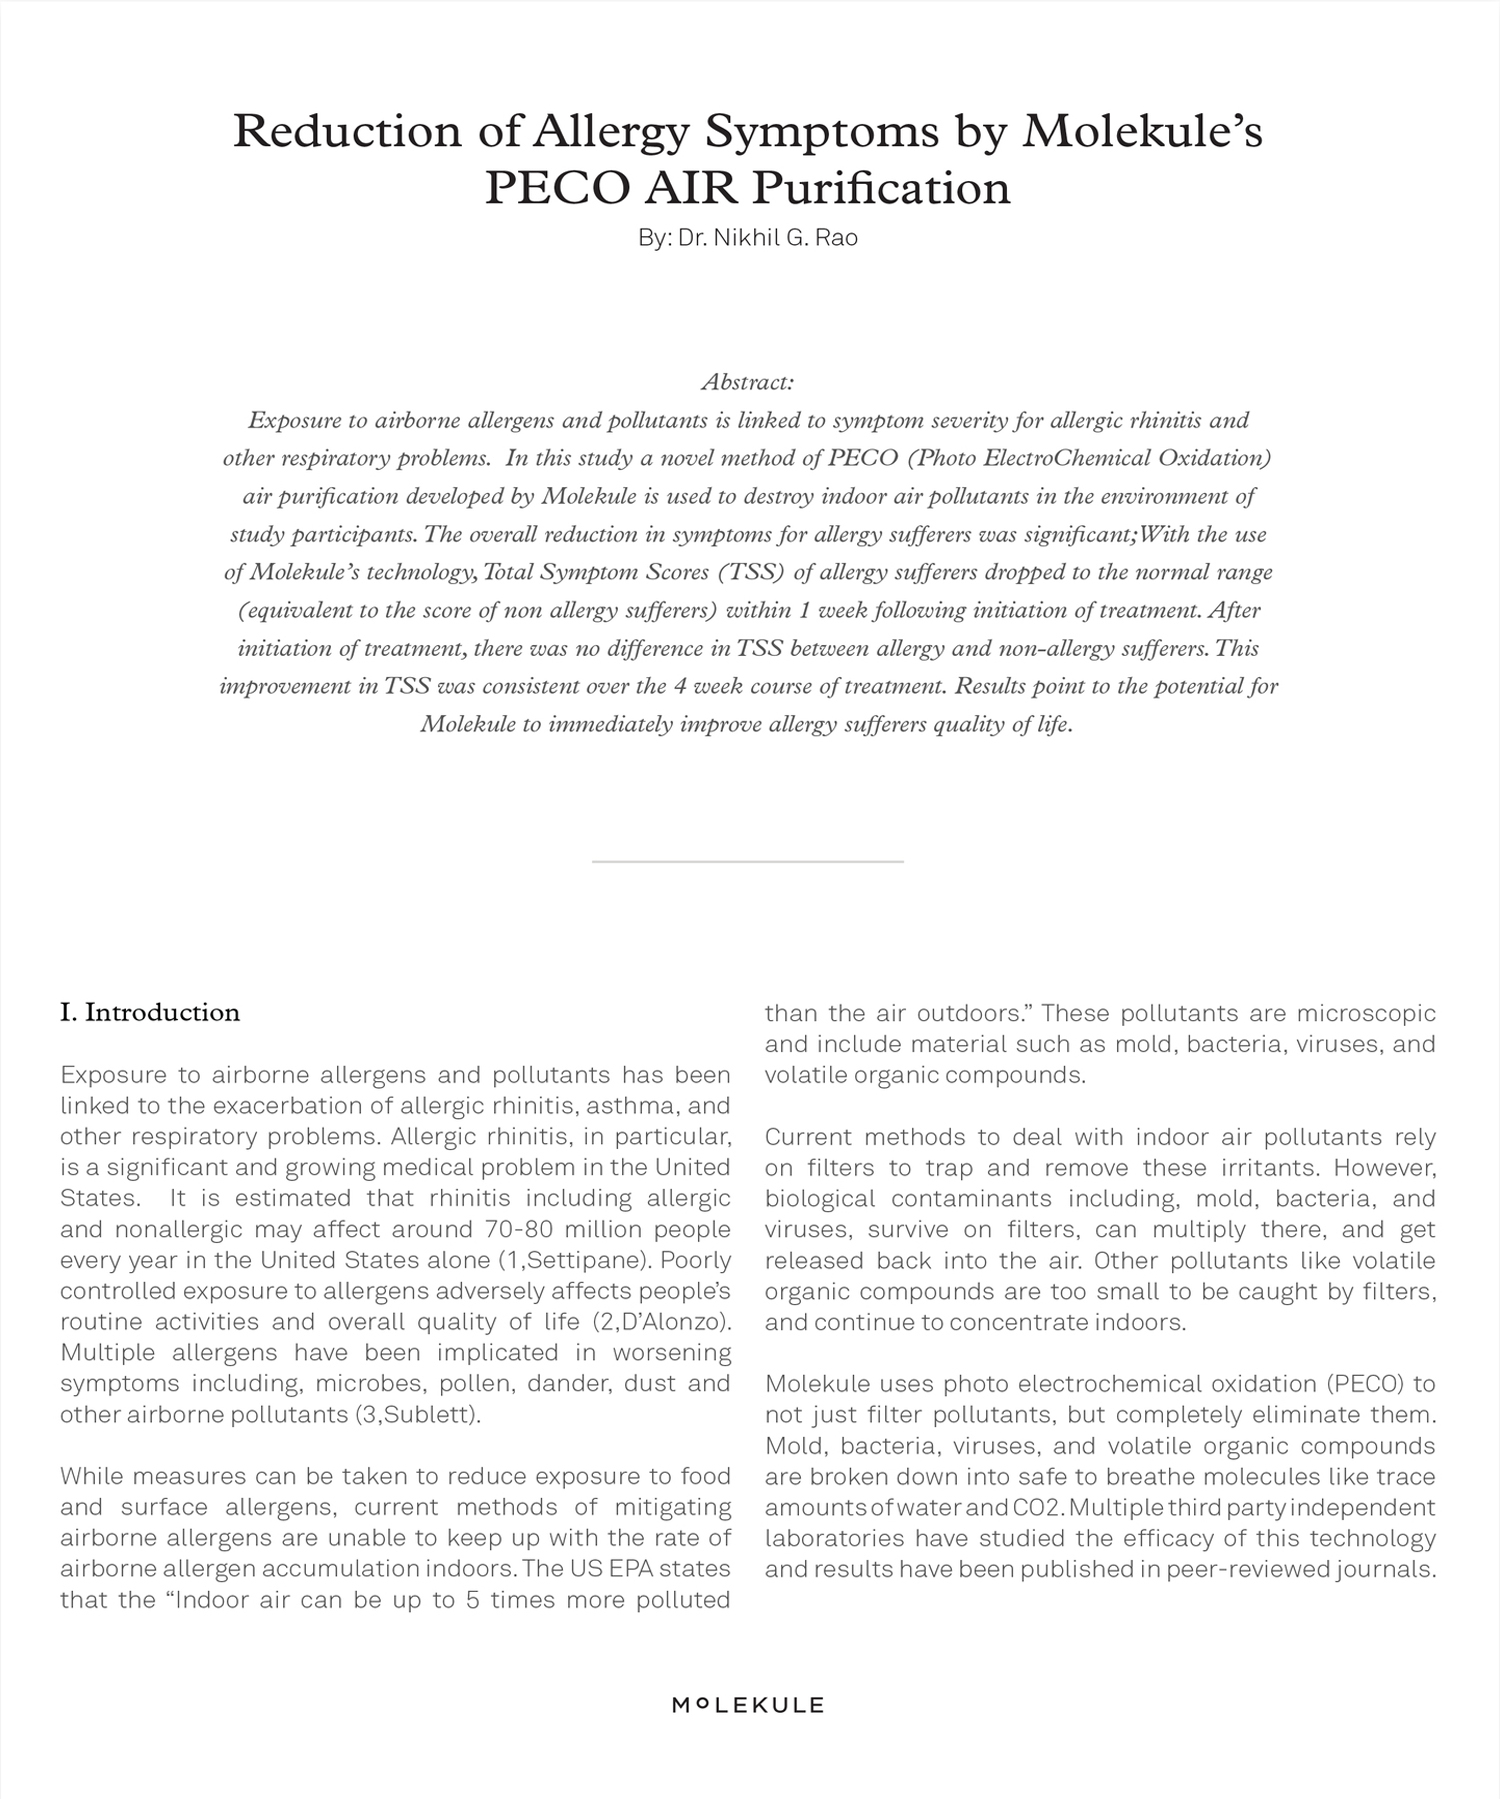 Reduction of Allergy Symptoms by Molekule’s
PECO AIR Purification
By: Dr. Nikhil G. Rao
Abstract:
Exposure to airborne allergens and pollutants is linked to symptom severity for allergic rhinitis and
other respiratory problems.  In this study a novel method of PECO (Photo ElectroChemical Oxidation)
air purification developed by Molekule is used to destroy indoor air pollutants in the environment of
study participants. The overall reduction in symptoms for allergy sufferers was significant;With the use
of Molekule’s technology, Total Symptom Scores (TSS) of allergy sufferers dropped to the normal range
(equivalent to the score of non allergy sufferers) within 1 week following initiation of treatment. After
initiation of treatment, there was no difference in TSS between allergy and non-allergy sufferers. This
improvement in TSS was consistent over the 4 week course of treatment. Results point to the potential for
Molekule to immediately improve allergy sufferers quality of life.
I. Introduction
Exposure to airborne allergens and pollutants has been
linked to the exacerbation of allergic rhinitis, asthma, and
other respiratory problems. Allergic rhinitis, in particular,
is a significant and growing medical problem in the United
States.  It is estimated that rhinitis including allergic
and nonallergic may affect around 70-80 million people
every year in the United States alone (1,Settipane). Poorly
controlled exposure to allergens adversely affects people’s
routine activities and overall quality of life (2,D’Alonzo).
Multiple allergens have been implicated in worsening
symptoms including, microbes, pollen, dander, dust and
other airborne pollutants (3,Sublett).
While measures can be taken to reduce exposure to food
and surface allergens, current methods of mitigating
airborne allergens are unable to keep up with the rate of
airborne allergen accumulation indoors. The US EPA states
that the “Indoor air can be up to 5 times more polluted
than the air outdoors.” These pollutants are microscopic
and include material such as mold, bacteria, viruses, and
volatile organic compounds.
Current methods to deal with indoor air pollutants rely
on filters to trap and remove these irritants. However,
biological contaminants including, mold, bacteria, and
viruses, survive on filters, can multiply there, and get
released back into the air. Other pollutants like volatile
organic compounds are too small to be caught by filters,
and continue to concentrate indoors.
Molekule uses photo electrochemical oxidation (PECO) to
not just filter pollutants, but completely eliminate them.
Mold, bacteria, viruses, and volatile organic compounds
are broken down into safe to breathe molecules like trace
amounts of water and CO2. Multiple third party independent
laboratories have studied the efficacy of this technology
and results have been published in peer-reviewed journals.
MOLEKULE